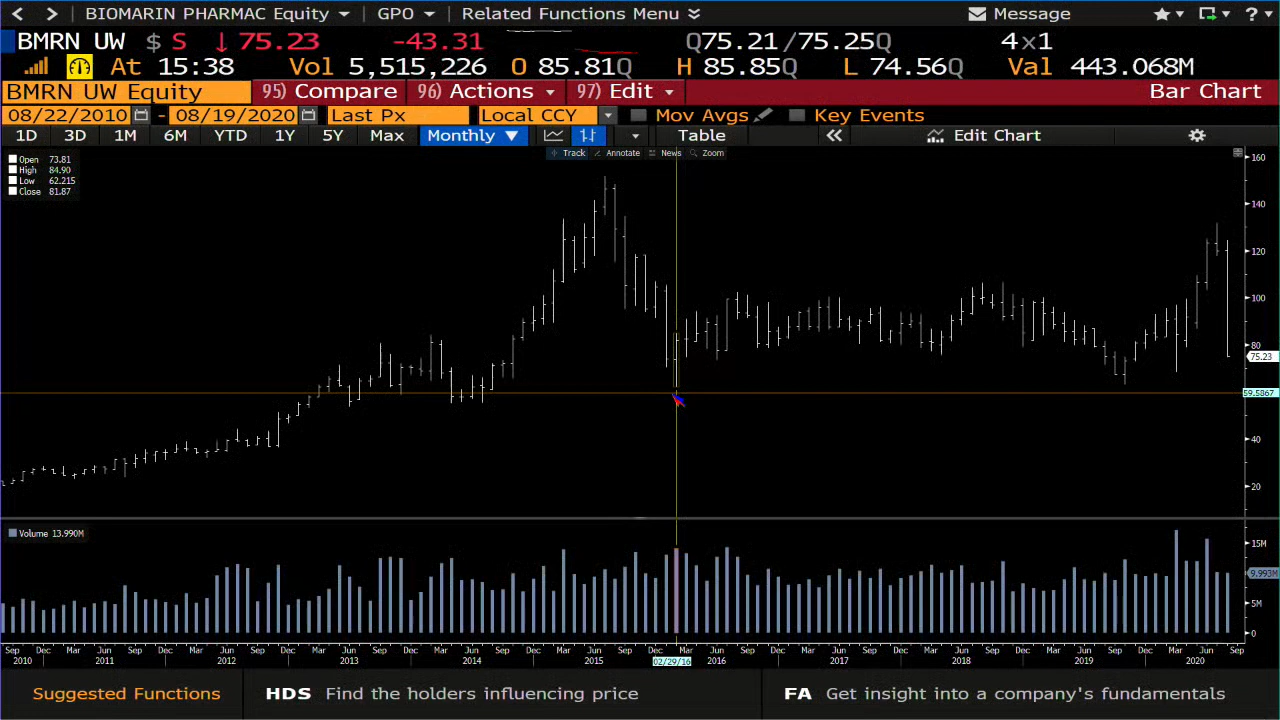 BIOMARIN PHARMAC Equity GPO Related Functions Menu Message ?
BMRN UW $ S ↓ 75.23 -43.31 Q75.21/75.25Q 4×1
At 15:38 Vol 5,515,226 O 85.81Q H 85.85Q L 74.56Q Val 443.068M
BMRN UW Equity 95) Compare 96) Actions 97) Edit Bar Chart
08/22/2010 - 08/19/2020 Last Px Local CCY Mov Avgs Key Events
1D 3D 1M 6M YTD 1Y 5Y Max Monthly ▼ Table « Edit Chart
Track Annotate News Zoom
Open 73.81
High 84.90
Low 62.215
Close 81.87
160
140
120
100
80
75.23
59.5867
40
20
Volume 13.990M
15M
9.993M
5M
0
Sep Dec Mar Jun Sep Dec Mar Jun Sep Dec Mar Jun Sep Dec Mar Jun Sep Dec Mar Jun Sep Dec Mar Jun Sep Dec Mar Jun Sep Dec Mar Jun Sep Dec Mar Jun Sep Dec Mar Jun Sep
2010 2011 2012 2013 2014 2015 02/29/16 2016 2017 2018 2019 2020
Suggested Functions HDS Find the holders influencing price FA Get insight into a company's fundamentals